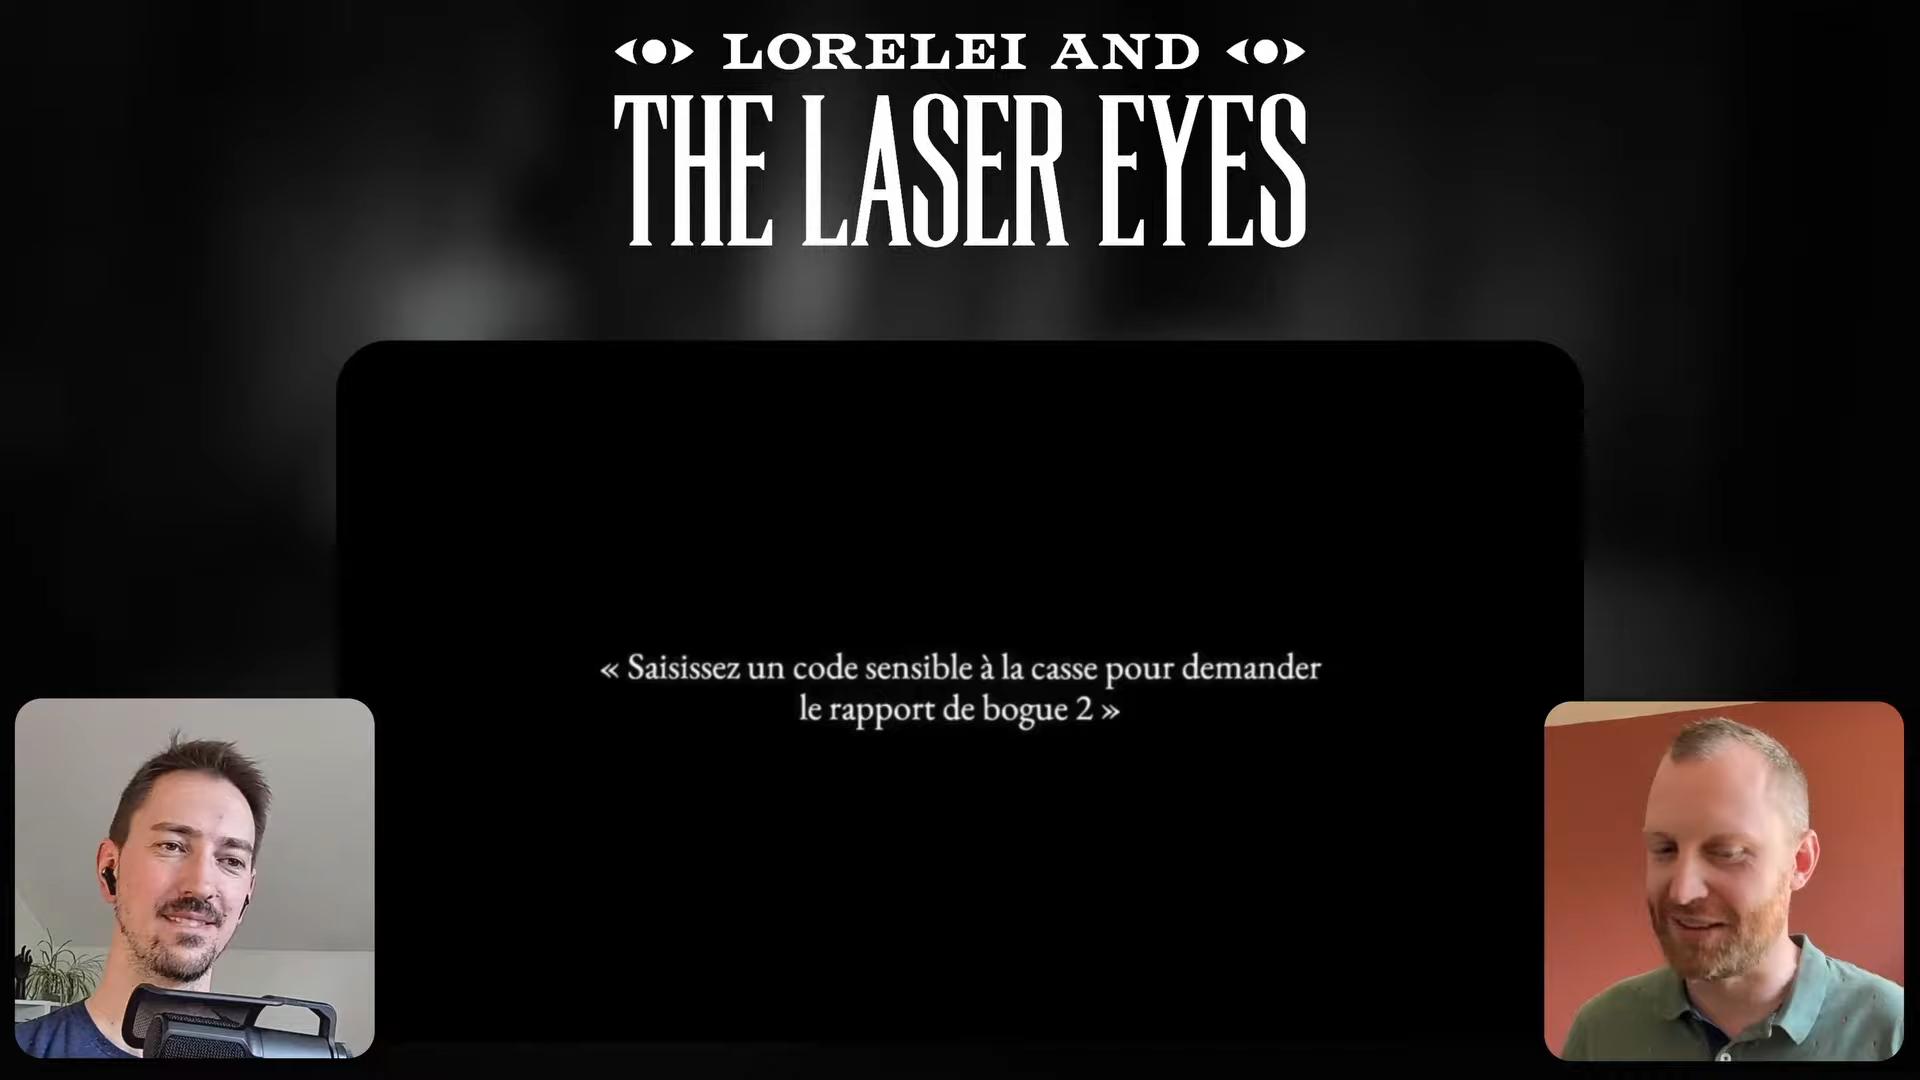 LORELEI AND
THE LASER EYES
« Saisissez un code sensible à la casse pour demander
le rapport de bogue 2 »